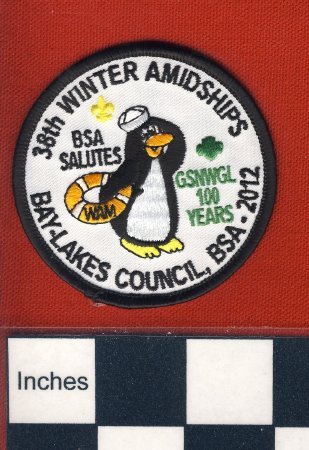 38th WINTER AMIDSHIPS
BSA
SALUTES
GSNWGL
100
YEARS
WAM
BAY-LAKES COUNCIL, BSA - 2012
Inches